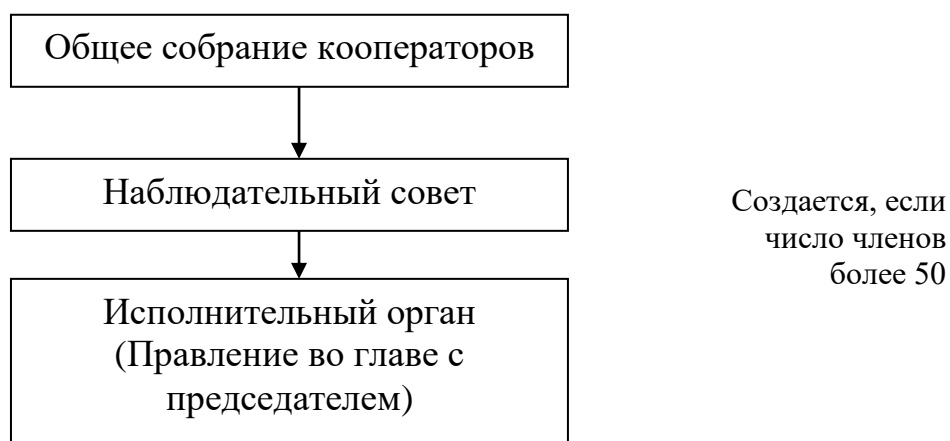 Общее собрание кооператоров
Наблюдательный совет
Создается, если
число членов
более 50
Исполнительный орган
(Правление во главе с
председателем)